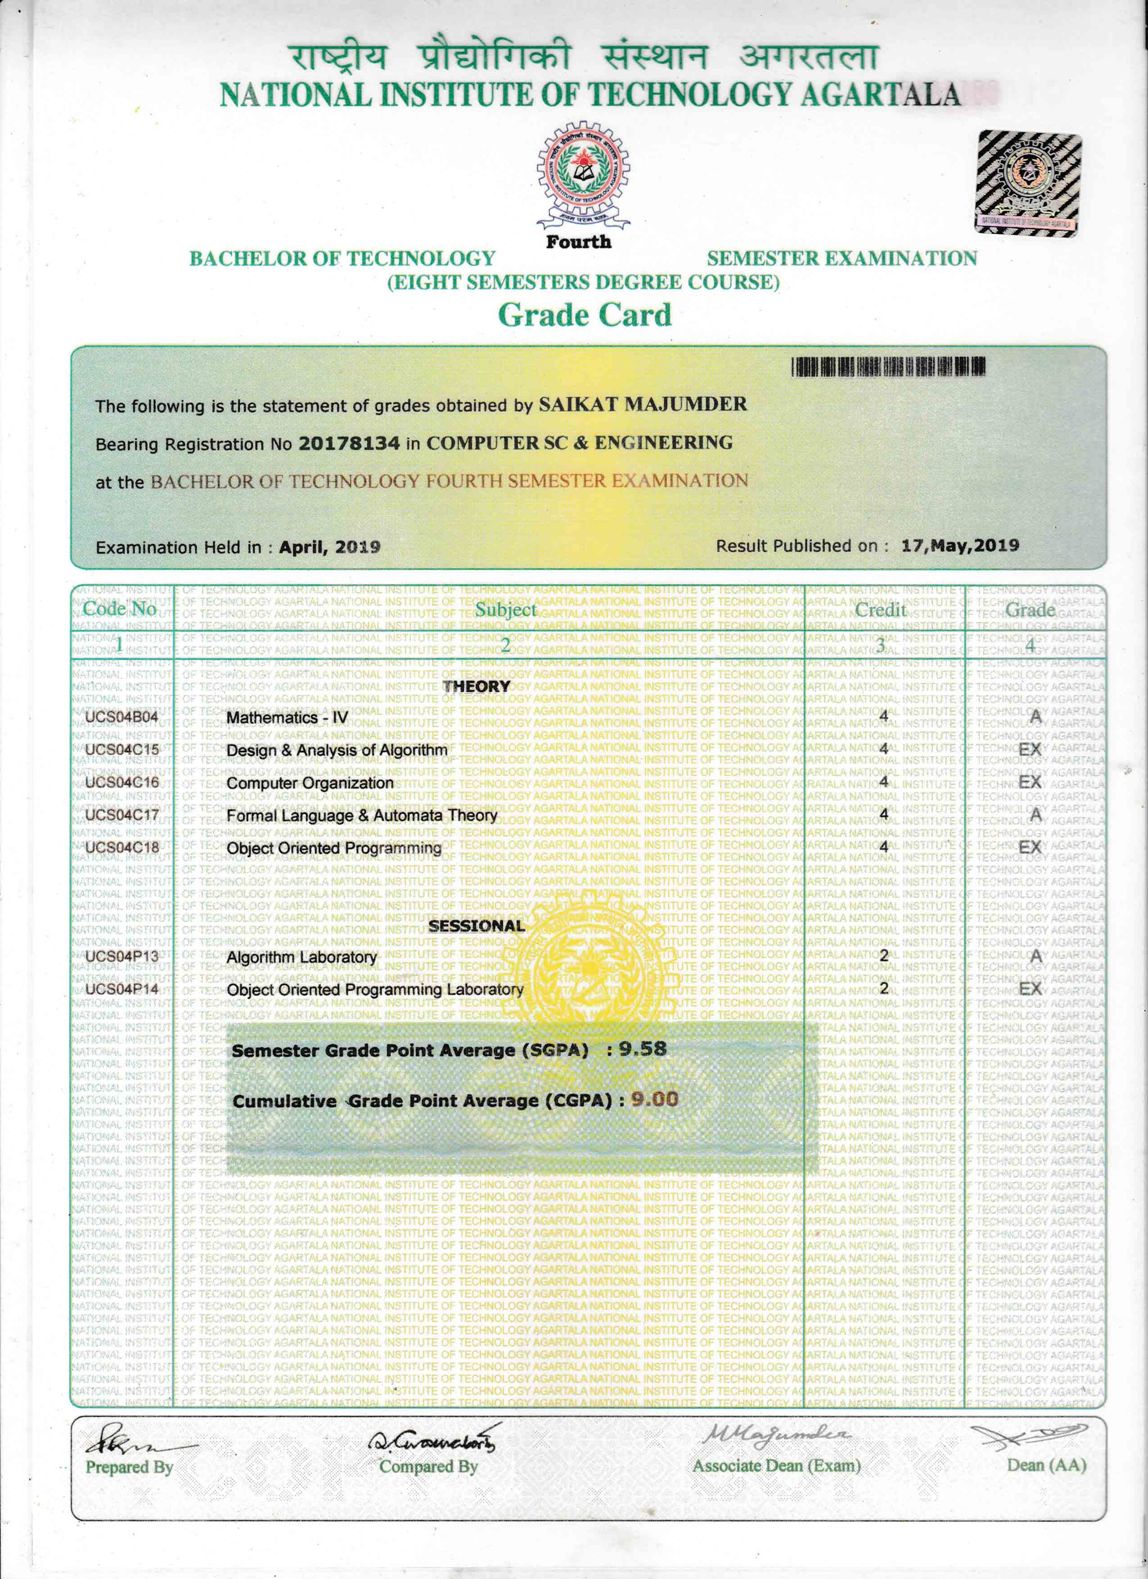 राष्ट्रीय प्रौद्योगिकी संस्थान अगरतला
NATIONAL INSTITUTE OF TECHNOLOGY AGARTALA
Fourth
BACHELOR OF TECHNOLOGY SEMESTER EXAMINATION
(EIGHT SEMESTERS DEGREE COURSE)
Grade Card
The following is the statement of grades obtained by SAIKAT MAJUMDER
Bearing Registration No 20178134 in COMPUTER SC & ENGINEERING
at the BACHELOR OF TECHNOLOGY FOURTH SEMESTER EXAMINATION
Examination Held in : April, 2019 Result Published on : 17,May,2019
Code No Subject Credit Grade
1 2 3 4
THEORY
UCS04B04 Mathematics - IV 4 A
UCS04C15 Design & Analysis of Algorithm 4 EX
UCS04C16 Computer Organization 4 EX
UCS04C17 Formal Language & Automata Theory 4 A
UCS04C18 Object Oriented Programming 4 EX
SESSIONAL
UCS04P13 Algorithm Laboratory 2 A
UCS04P14 Object Oriented Programming Laboratory 2 EX
Semester Grade Point Average (SGPA) : 9.58
Cumulative Grade Point Average (CGPA) : 9.00
Prepared By Compared By Associate Dean (Exam) Dean (AA)